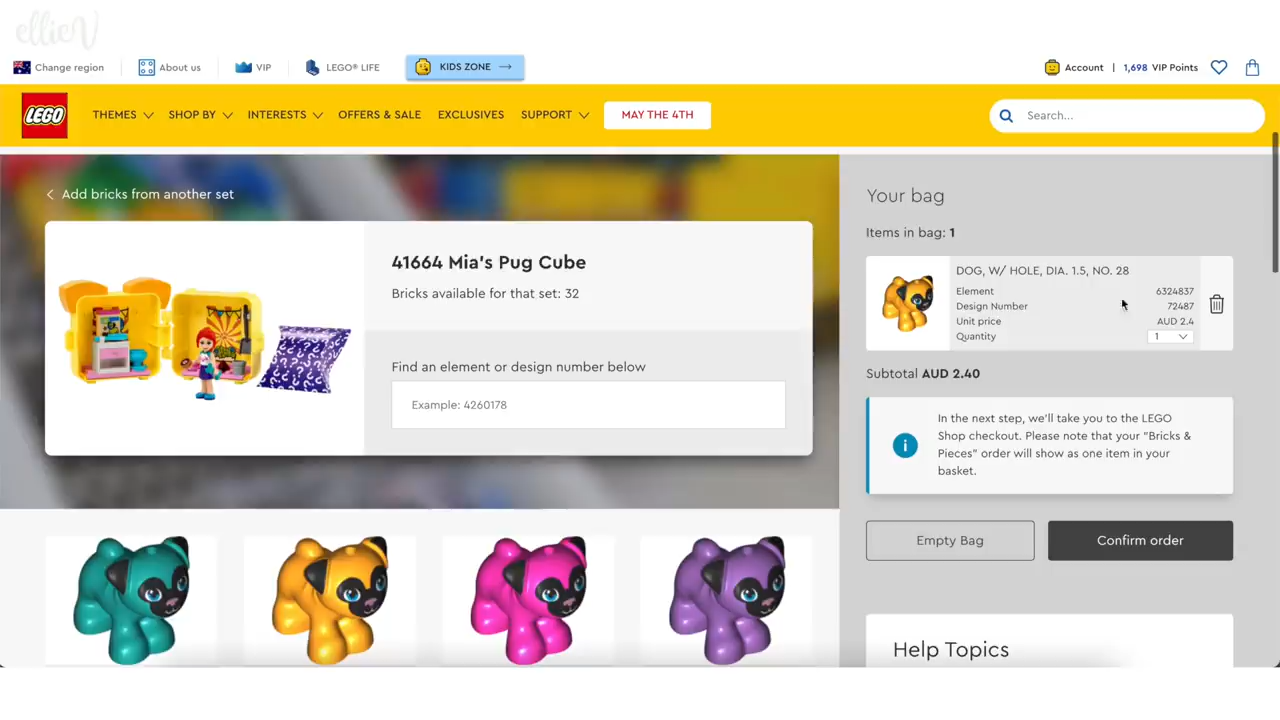 ellieV
Change region
About us
VIP
LEGO® LIFE
KIDS ZONE
Account | 1,698 VIP Points
LEGO
THEMES
SHOP BY
INTERESTS
OFFERS & SALE
EXCLUSIVES
SUPPORT
MAY THE 4TH
Search...
Add bricks from another set
41664 Mia's Pug Cube
Bricks available for that set: 32
Find an element or design number below
Example: 4260178
Your bag
Items in bag: 1
DOG, W/ HOLE, DIA. 1.5, NO. 28
Element 6324837
Design Number 72487
Unit price AUD 2.4
Quantity 1
Subtotal AUD 2.40
In the next step, we'll take you to the LEGO
Shop checkout. Please note that your "Bricks &
Pieces" order will show as one item in your
basket.
Empty Bag
Confirm order
Help Topics